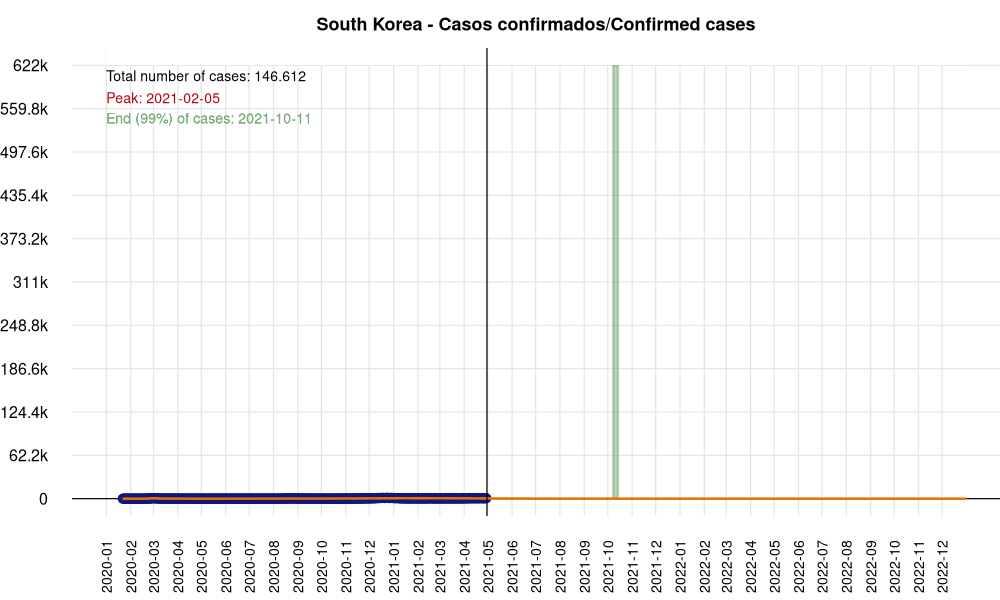 South Korea - Casos confirmados/Confirmed cases
622k
Total number of cases: 146.612
Peak: 2021-02-05
559.8k
End (99%) of cases: 2021-10-11
497.6k
435.4k
373.2k
311k
248.8k
186.6k
124.4k
62.2k
0
2020-01
2020-02
2020-03
2020-04
2020-05
2020-06
2020-07
2020-08
2020-09
2020-10
2020-11
2020-12
2021-01
2021-02
2021-03
2021-04
2021-05
2021-06
2021-07
2021-08
2021-09
2021-10
2021-11
2021-12
2022-01
2022-02
2022-03
2022-04
2022-05
2022-06
2022-07
2022-08
2022-09
2022-10
2022-11
2022-12